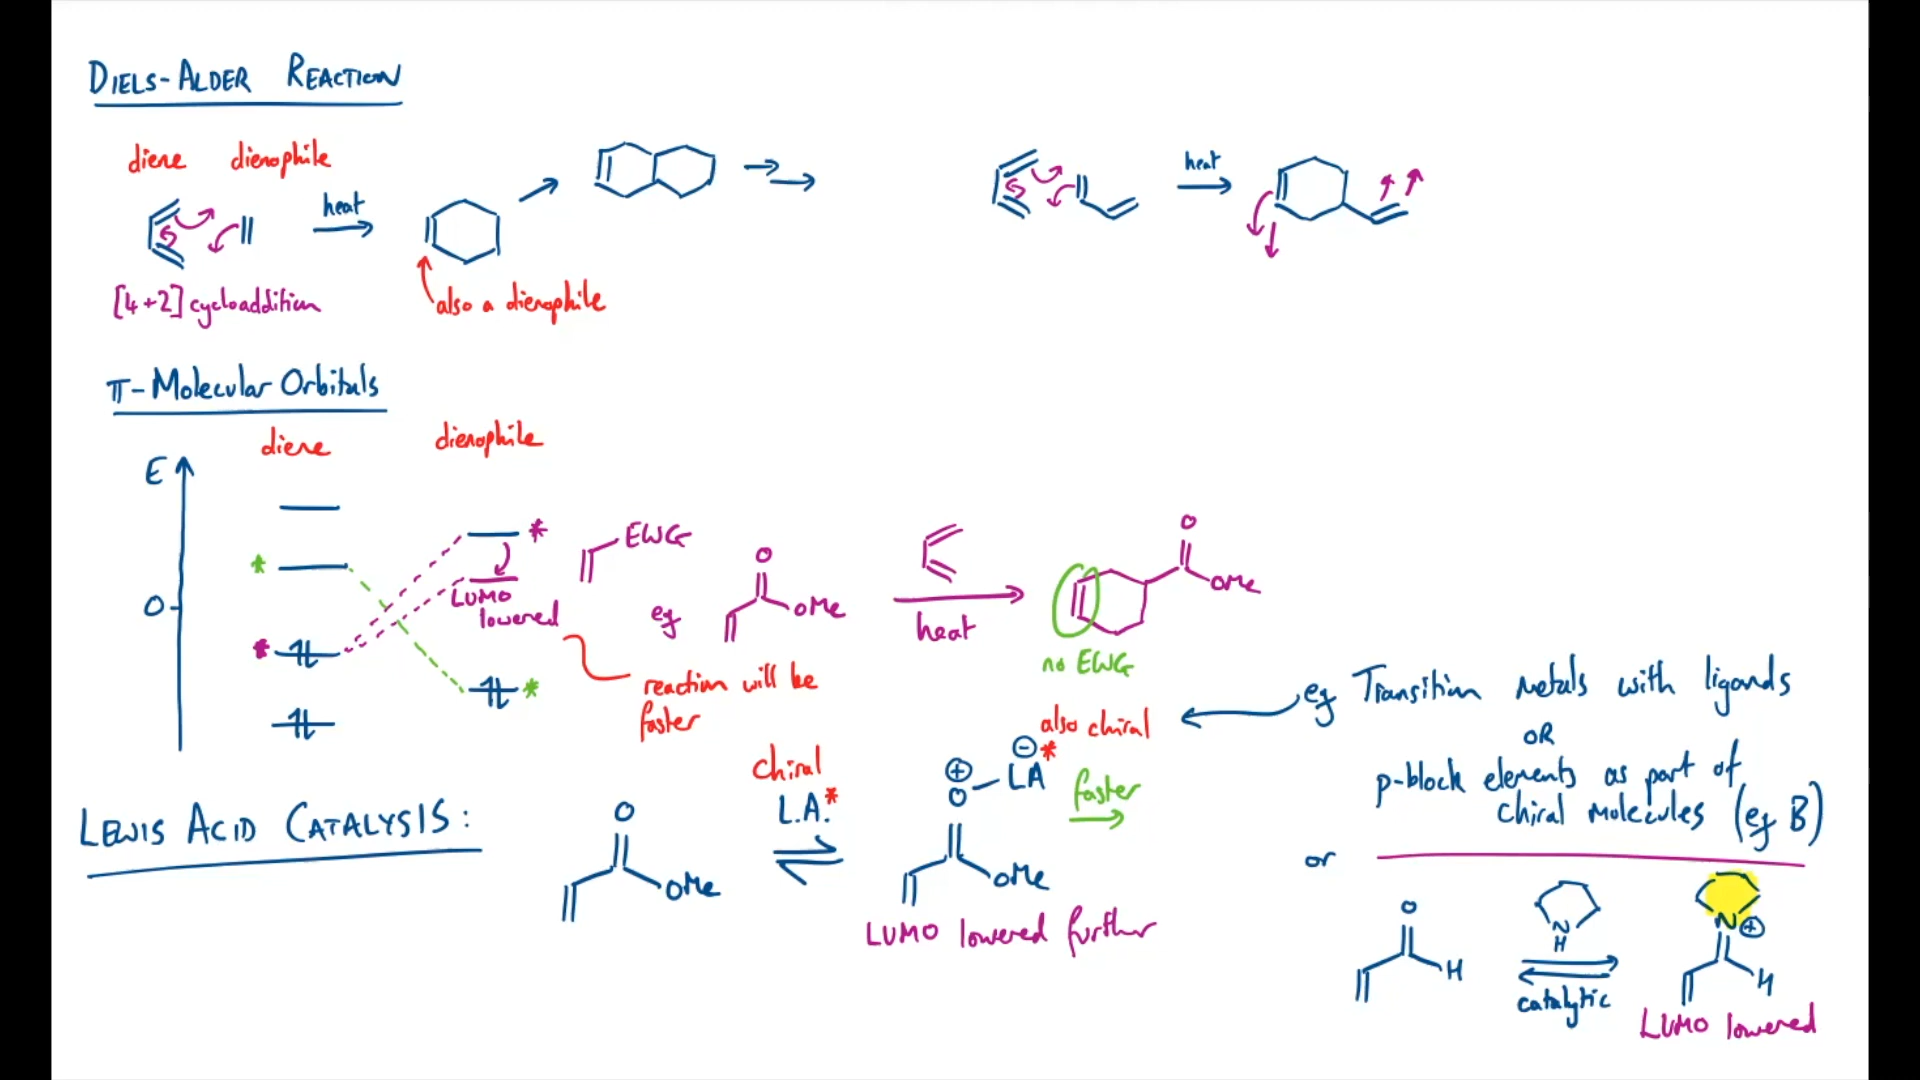 DIELS-ALDER REACTION
diene dienophile
heat
[4+2] cycloaddition
also a dienophile
heat
π-Molecular Orbitals
diene dienophile
E
O
*
*
*
*
LUMO
lowered
EWG
eg
O
OMe
heat
O
OMe
no EWG
reaction will be
faster
LEWIS ACID CATALYSIS:
O
OMe
Chiral
L.A.*
also chiral
⊖ *
⊕
O-LA
faster
OMe
LUMO lowered further
eg Transition metals with ligands
OR
p-block elements as part of
chiral molecules (eg B)
or
O
H
N
H
catalytic
N ⊕
H
LUMO lowered